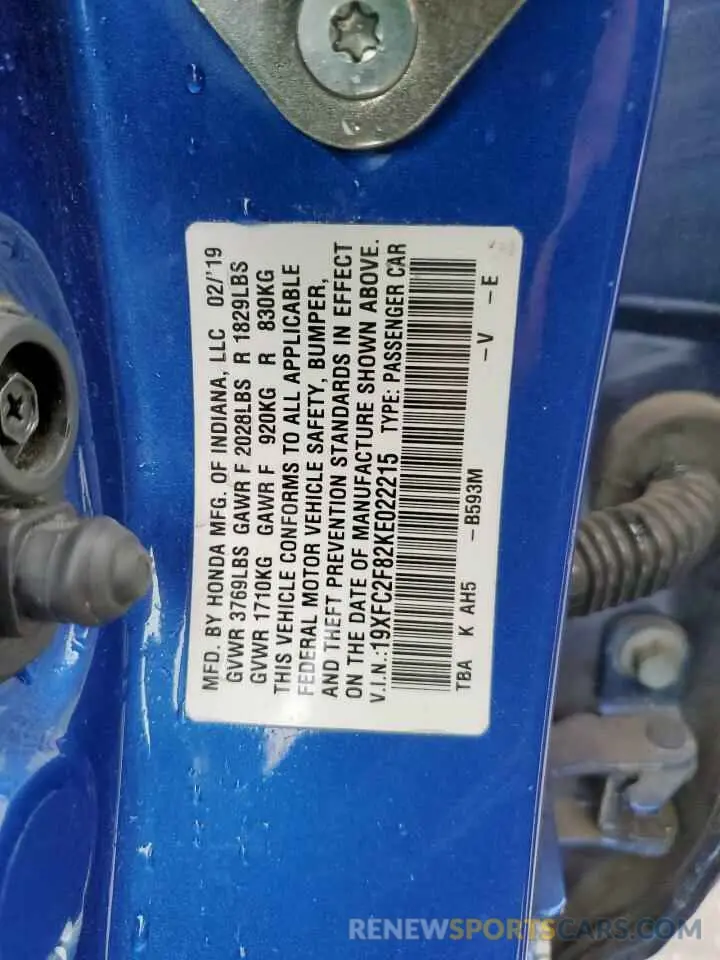 MFD. BY HONDA MFG. OF INDIANA, LLC 02/'19
GVWR 3769LBS GAWR F 2028LBS R 1829LBS
GVWR 1710KG GAWR F 920KG R 830KG
THIS VEHICLE CONFORMS TO ALL APPLICABLE
FEDERAL MOTOR VEHICLE SAFETY, BUMPER,
AND THEFT PREVENTION STANDARDS IN EFFECT
ON THE DATE OF MANUFACTURE SHOWN ABOVE.
V.I.N.:19XFC2F82KE022215 TYPE: PASSENGER CAR
TBA K AH5 -B593M -V -E
RENEWSPORTSCARS.COM